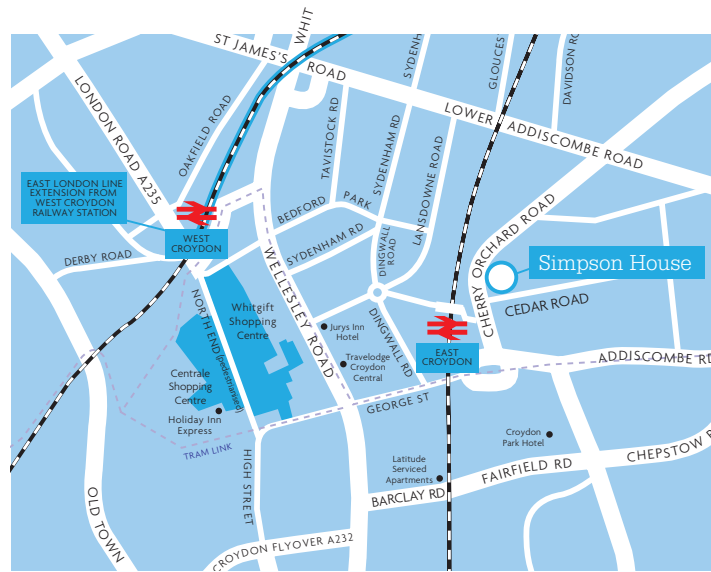 WHIT
ST JAMES'S ROAD
SYDENH
GLOUCES
DAVIDSON RO
LONDON ROAD A235
OAKFIELD ROAD
TAVISTOCK RD
SYDENHAM RD
LANSDOWNE ROAD
LOWER ADDISCOMBE ROAD
EAST LONDON LINE
EXTENSION FROM
WEST CROYDON
RAILWAY STATION
BEDFORD PARK
WEST
CROYDON
DERBY ROAD
SYDENHAM RD
DINGWALL
ROAD
CHERRY ORCHARD ROAD
Simpson House
WELLESLEY ROAD
NORTH END (pedestrianised)
Whitgift
Shopping
Centre
CEDAR ROAD
Jurys Inn
Hotel
DINGWALL RD
EAST
CROYDON
Travelodge
Croydon
Central
ADDISCOMBE RD
Centrale
Shopping
Centre
Holiday Inn
Express
GEORGE ST
TRAM LINK
Croydon
Park Hotel
HIGH STREET
Latitude
Serviced
Apartments
FAIRFIELD RD
CHEPSTOW R
BARCLAY RD
OLD TOWN
CROYDON FLYOVER A232